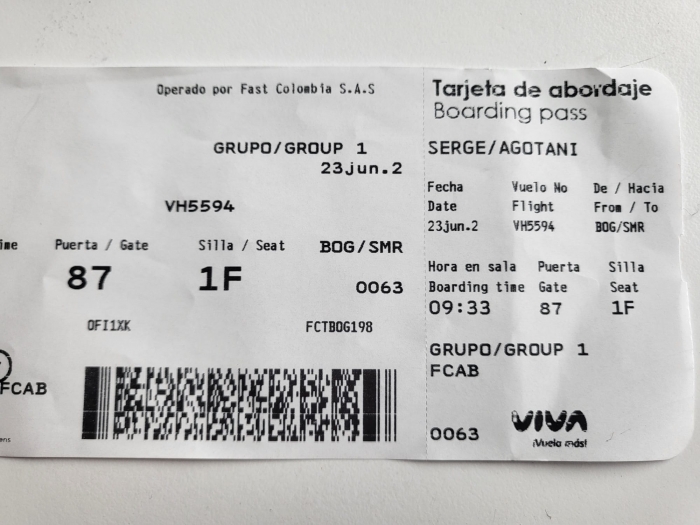 Operado por Fast Colombia S.A.S
GRUPO/GROUP 1
23jun.2
VH5594
Puerta / Gate Silla / Seat BOG/SMR
87 1F 0063
OFI1XK FCTBOG198
FCAB
Tarjeta de abordaje
Boarding pass
SERGE/AGOTANI
Fecha Vuelo No De / Hacia
Date Flight From / To
23jun.2 VH5594 BOG/SMR
Hora en sala Puerta Silla
Boarding time Gate Seat
09:33 87 1F
GRUPO/GROUP 1
FCAB
0063 VIVA
¡Vuela más!